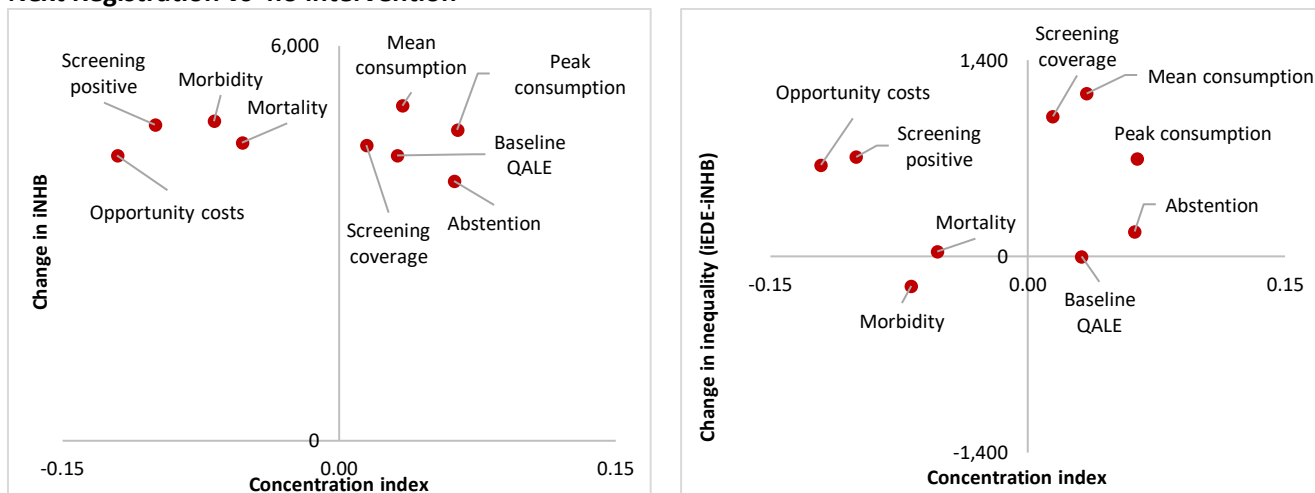 Next Registration vs no intervention
6,000
Screening
positive
Morbidity
Mortality
Mean
consumption
Peak
consumption
Baseline
QALE
Opportunity costs
Screening
coverage
Abstention
Change in iNHB
0
-0.15
0.00
0.15
Concentration index
1,400
Screening
coverage
Mean consumption
Opportunity costs
Screening
positive
Peak consumption
Mortality
Abstention
0
-0.15
0.00
0.15
Morbidity
Baseline
QALE
Change in inequality (iEDE-iNHB)
-1,400
Concentration index